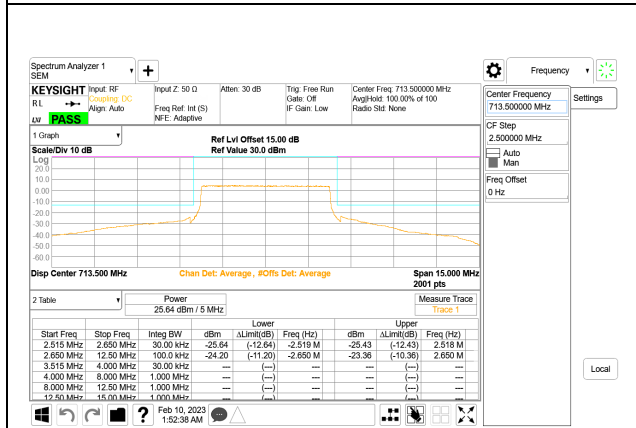 Spectrum Analyzer 1
SEM
Frequency
KEYSIGHT Input: RF Input Z: 50 Ω Atten: 30 dB Trig: Free Run Center Freq: 713.500000 MHz
RL Coupling: DC Gate: Off Avg|Hold: 100.00% of 100
Align: Auto Freq Ref: Int (S) IF Gain: Low Radio Std: None
LXI PASS NFE: Adaptive
Center Frequency
713.500000 MHz
Settings
CF Step
2.500000 MHz
Auto
Man
Freq Offset
0 Hz
Local
1 Graph
Ref Lvl Offset 15.00 dB
Scale/Div 10 dB Ref Value 30.0 dBm
Log
20.0
10.0
0.00
-10.0
-20.0
-30.0
-40.0
-50.0
-60.0
Disp Center 713.500 MHz Chan Det: Average, #Offs Det: Average Span 15.000 MHz
2001 pts
2 Table Power Measure Trace
25.64 dBm / 5 MHz Trace 1
Lower Upper
Start Freq Stop Freq Integ BW dBm ΔLimit(dB) Freq (Hz) dBm ΔLimit(dB) Freq (Hz)
2.515 MHz 2.650 MHz 30.00 kHz -25.64 (-12.64) -2.519 M -25.43 (-12.43) 2.518 M
2.650 MHz 12.50 MHz 100.0 kHz -24.20 (-11.20) -2.650 M -23.36 (-10.36) 2.650 M
3.515 MHz 4.000 MHz 30.00 kHz --- (---) --- --- (---) ---
4.000 MHz 8.000 MHz 1.000 MHz --- (---) --- --- (---) ---
8.000 MHz 12.50 MHz 1.000 MHz --- (---) --- --- (---) ---
12.50 MHz 15.00 MHz 1.000 MHz --- (---) --- --- (---) ---
? Feb 10, 2023
1:52:38 AM